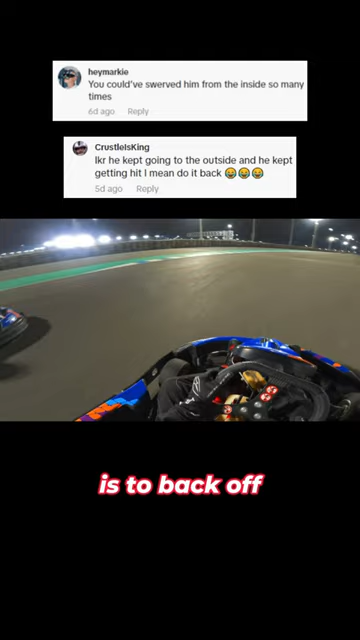 heymarkie
You could've swerved him from the inside so many
times
6d ago Reply
CrustleIsKing
Ikr he kept going to the outside and he kept
getting hit I mean do it back 😂😂😂
5d ago Reply
is to back off